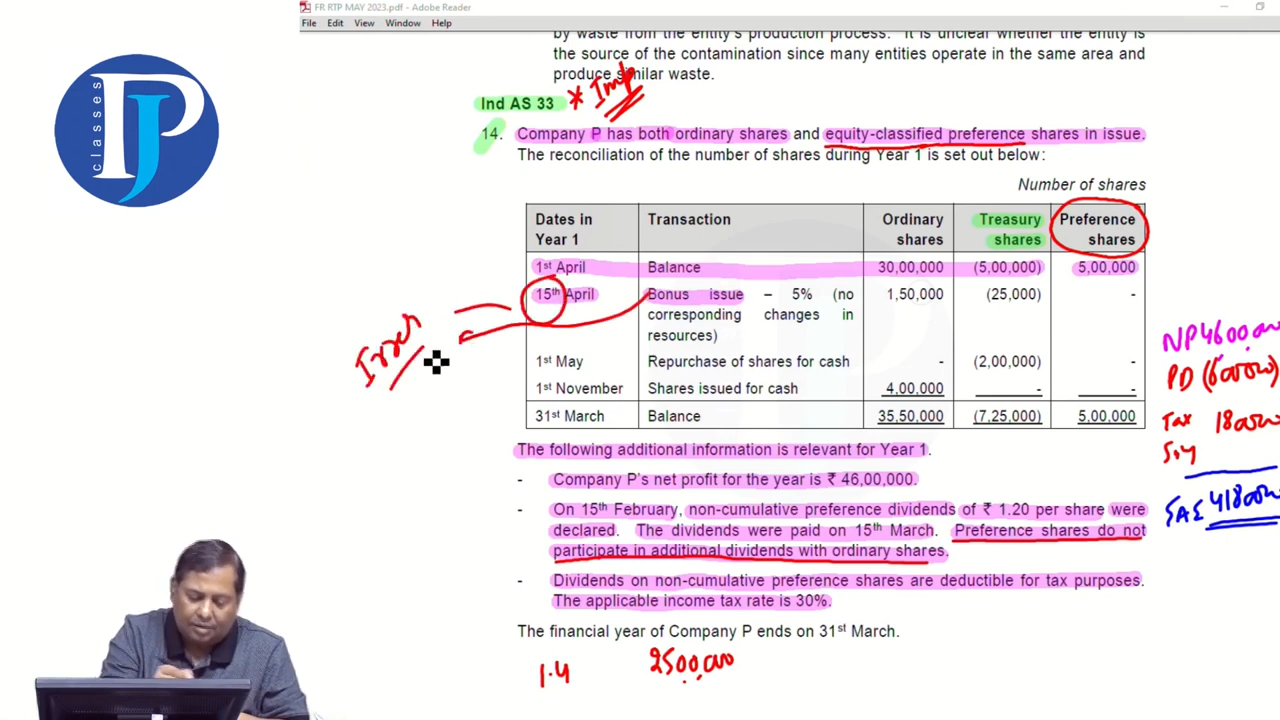 FR RTP MAY 2023.pdf - Adobe Reader
File Edit View Window Help
PJ classes
by waste from the entity's production process. It is unclear whether the entity is
the source of the contamination since many entities operate in the same area and
produce similar waste.
Ind AS 33 * Imp
14. Company P has both ordinary shares and equity-classified preference shares in issue.
The reconciliation of the number of shares during Year 1 is set out below:
Number of shares
Dates in Year 1 Transaction Ordinary shares Treasury shares Preference shares
1st April Balance 30,00,000 (5,00,000) 5,00,000
15th April Bonus issue – 5% (no 1,50,000 (25,000) -
corresponding changes in
resources)
1st May Repurchase of shares for cash - (2,00,000) -
1st November Shares issued for cash 4,00,000 - -
31st March Balance 35,50,000 (7,25,000) 5,00,000
The following additional information is relevant for Year 1.
- Company P's net profit for the year is ₹ 46,00,000.
- On 15th February, non-cumulative preference dividends of ₹ 1.20 per share were
declared. The dividends were paid on 15th March. Preference shares do not
participate in additional dividends with ordinary shares.
- Dividends on non-cumulative preference shares are deductible for tax purposes.
The applicable income tax rate is 30%.
The financial year of Company P ends on 31st March.
1.4 2500000
NP 4600000
PD (600000)
Tax 180000